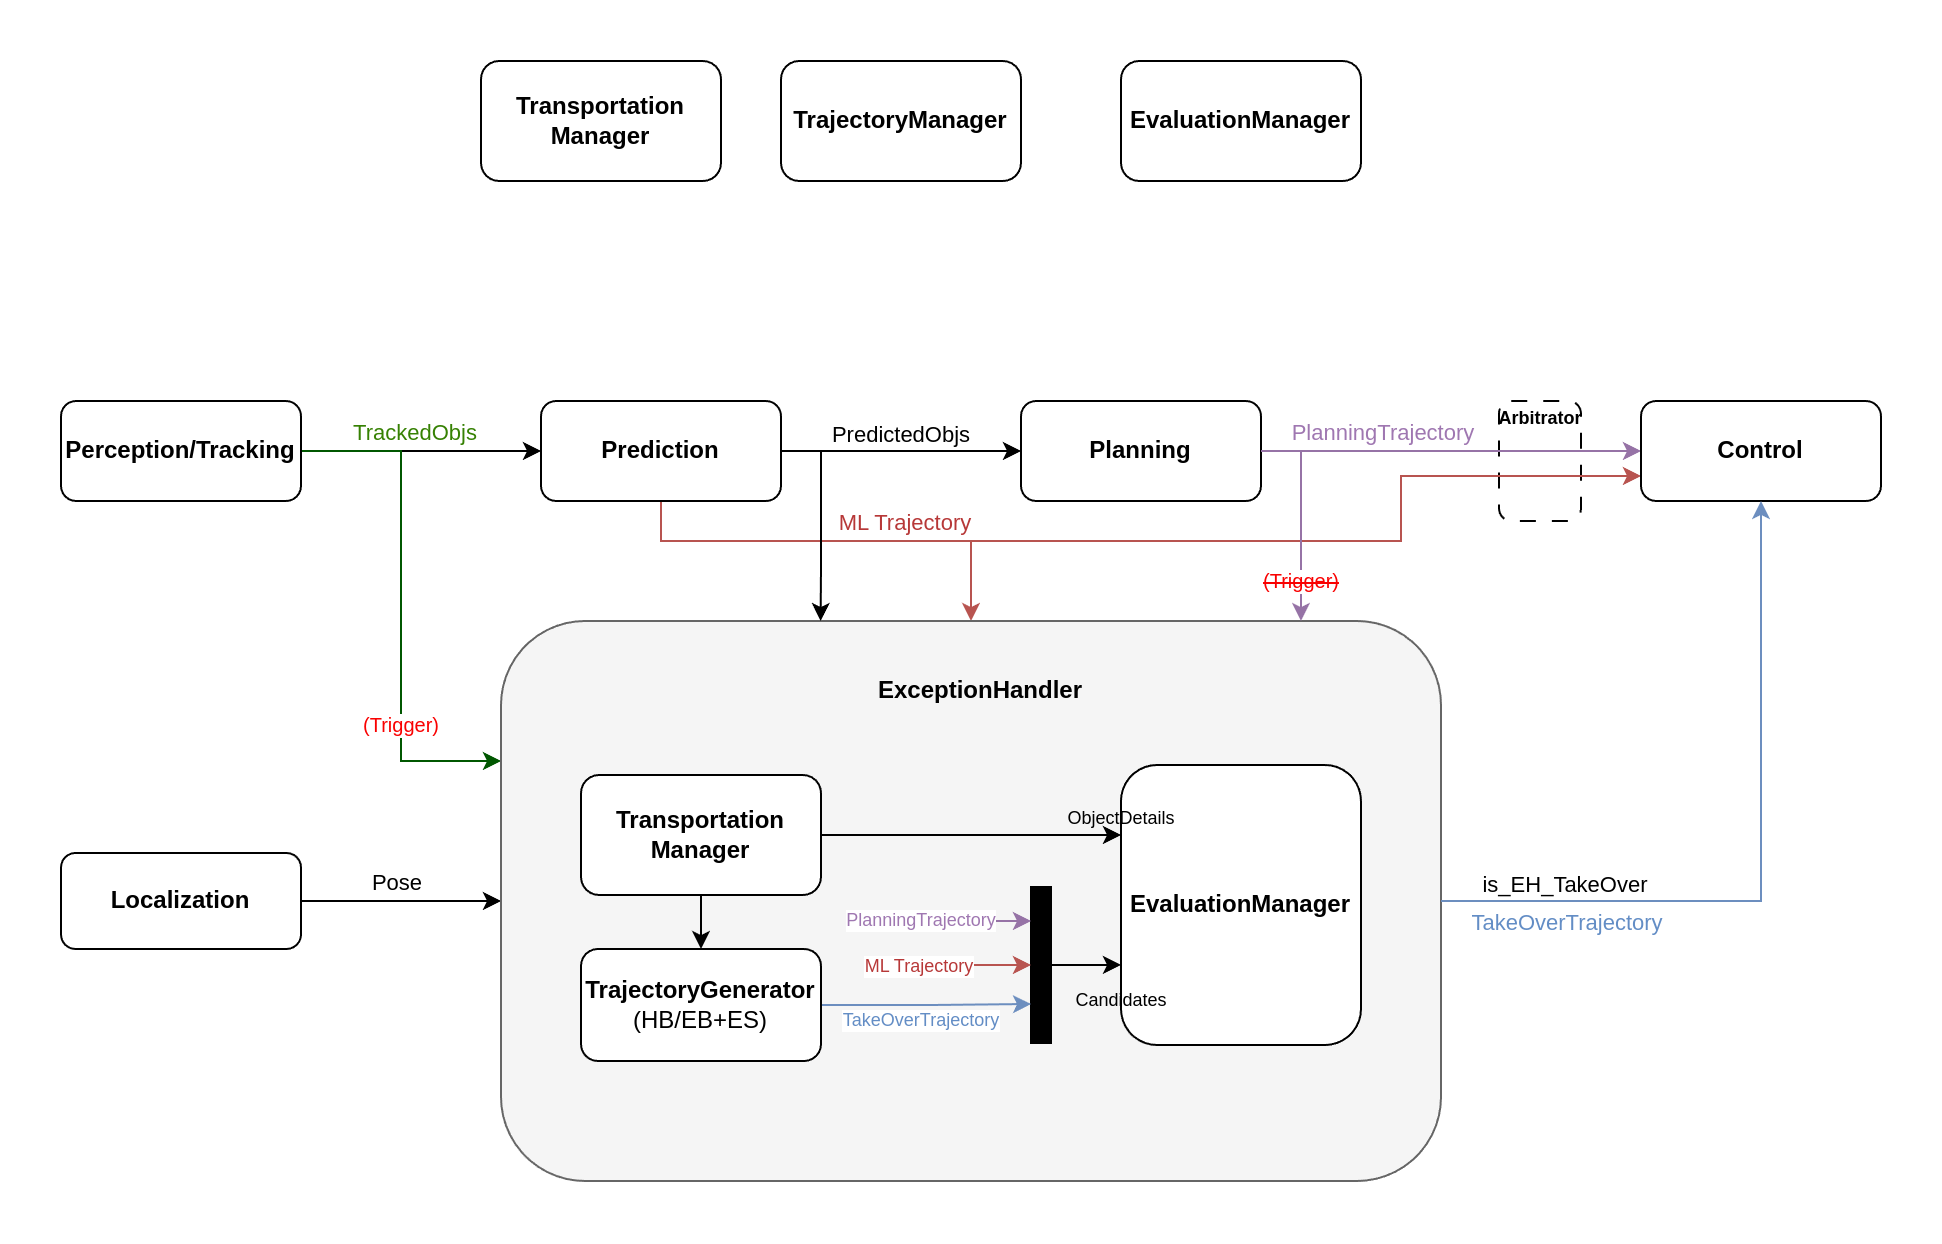 Transportation
Manager
TrajectoryManager
EvaluationManager
Perception/Tracking
TrackedObjs
Prediction
PredictedObjs
Planning
PlanningTrajectory
Arbitrator
Control
ML Trajectory
(Trigger)
(Trigger)
ExceptionHandler
Transportation
Manager
ObjectDetails
EvaluationManager
Localization
Pose
is_EH_TakeOver
TakeOverTrajectory
PlanningTrajectory
ML Trajectory
TrajectoryGenerator
(HB/EB+ES)
TakeOverTrajectory
Candidates